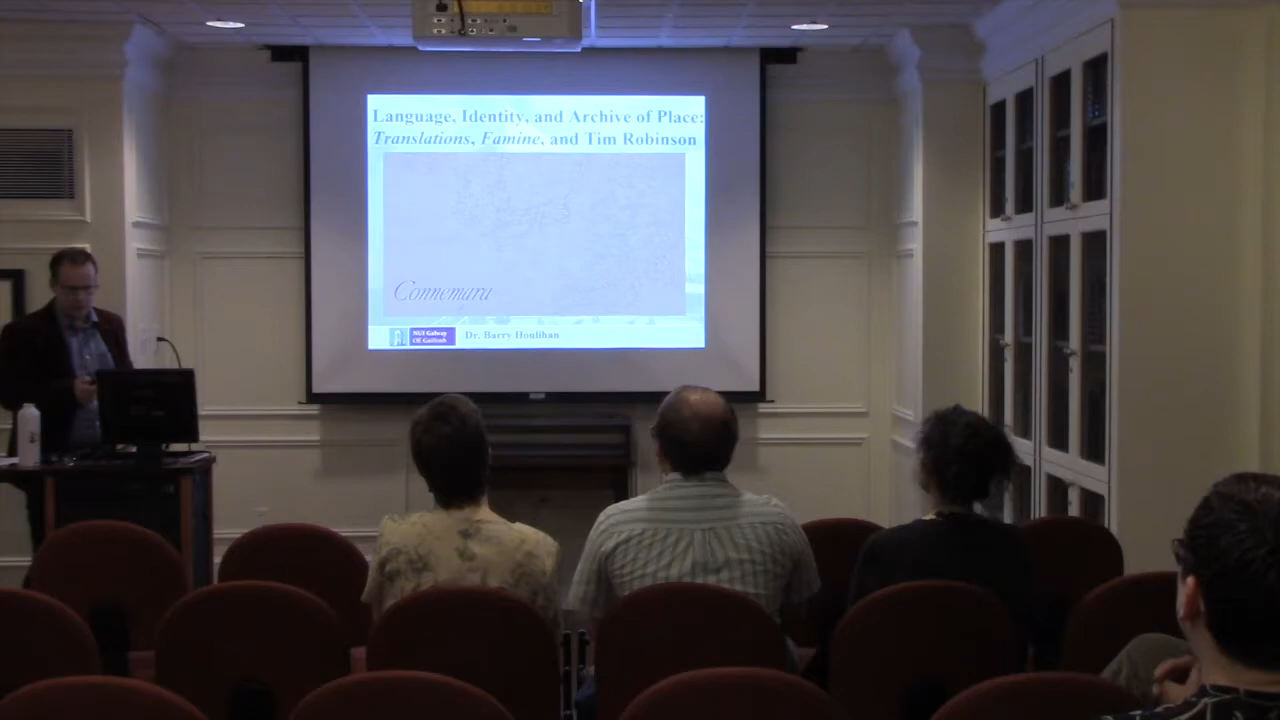 Language, Identity, and Archive of Place:
Translations, Famine, and Tim Robinson
Connemara
NUI Galway
OÉ Gaillimh
Dr. Barry Houlihan